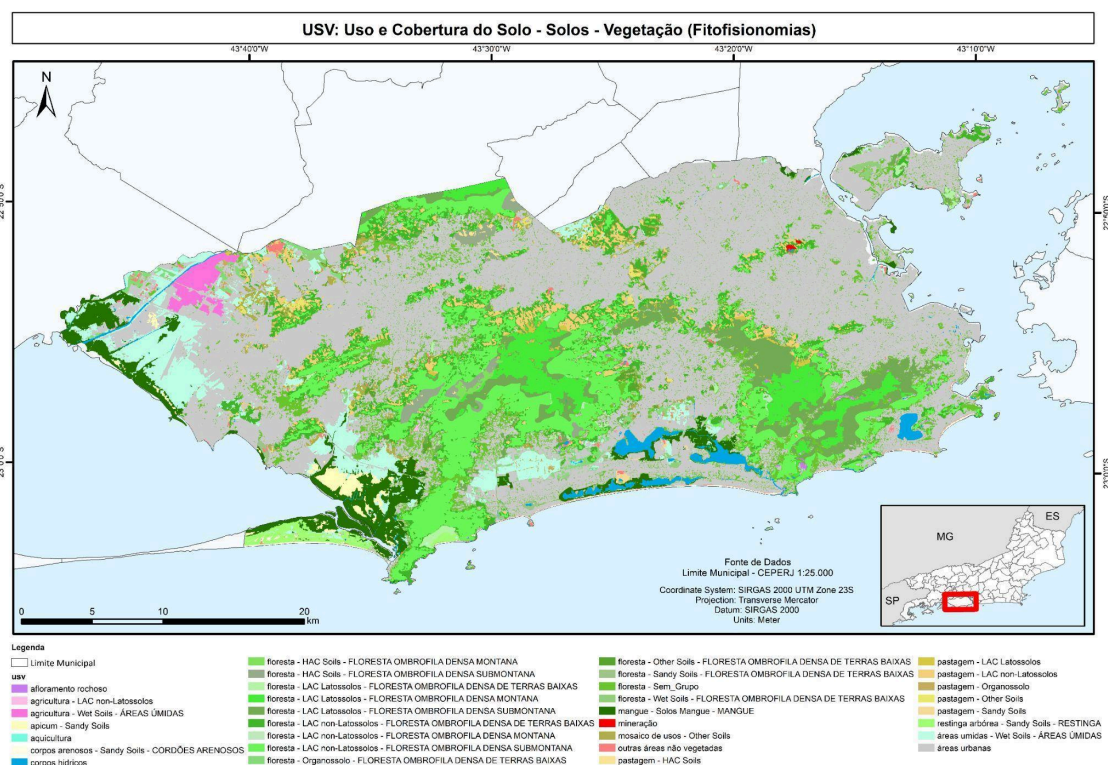 USV: Uso e Cobertura do Solo - Solos - Vegetação (Fitofisionomias)
43°40'0"W 43°30'0"W 43°20'0"W 43°10'0"W
N
23°0'0"S 23°0'0"S
MG
ES
SP
Fonte de Dados
Limite Municipal - CEPERJ 1:25.000
Coordinate System: SIRGAS 2000 UTM Zone 23S
Projection: Transverse Mercator
Datum: SIRGAS 2000
Units: Meter
0 5 10 20
km
Legenda
Limite Municipal
usv
afloramento rochoso
agricultura - LAC non-Latossolos
agricultura - Wet Soils - ÁREAS ÚMIDAS
apicum - Sandy Soils
aquicultura
corpos arenosos - Sandy Soils - CORDÕES ARENOSOS
corpos hídricos
floresta - HAC Soils - FLORESTA OMBROFILA DENSA MONTANA
floresta - HAC Soils - FLORESTA OMBROFILA DENSA SUBMONTANA
floresta - LAC Latossolos - FLORESTA OMBROFILA DENSA DE TERRAS BAIXAS
floresta - LAC Latossolos - FLORESTA OMBROFILA DENSA MONTANA
floresta - LAC Latossolos - FLORESTA OMBROFILA DENSA SUBMONTANA
floresta - LAC non-Latossolos - FLORESTA OMBROFILA DENSA DE TERRAS BAIXAS
floresta - LAC non-Latossolos - FLORESTA OMBROFILA DENSA MONTANA
floresta - LAC non-Latossolos - FLORESTA OMBROFILA DENSA SUBMONTANA
floresta - Organossolo - FLORESTA OMBROFILA DENSA DE TERRAS BAIXAS
floresta - Other Soils - FLORESTA OMBROFILA DENSA DE TERRAS BAIXAS
floresta - Sandy Soils - FLORESTA OMBROFILA DENSA DE TERRAS BAIXAS
floresta - Sem_Grupo
floresta - Wet Soils - FLORESTA OMBROFILA DENSA DE TERRAS BAIXAS
mangue - Solos Mangue - MANGUE
mineração
mosaico de usos - Other Soils
outras áreas não vegetadas
pastagem - HAC Soils
pastagem - LAC Latossolos
pastagem - LAC non-Latossolos
pastagem - Organossolo
pastagem - Other Soils
pastagem - Sandy Soils
restinga arbórea - Sandy Soils - RESTINGA
áreas umidas - Wet Soils - ÁREAS ÚMIDAS
áreas urbanas